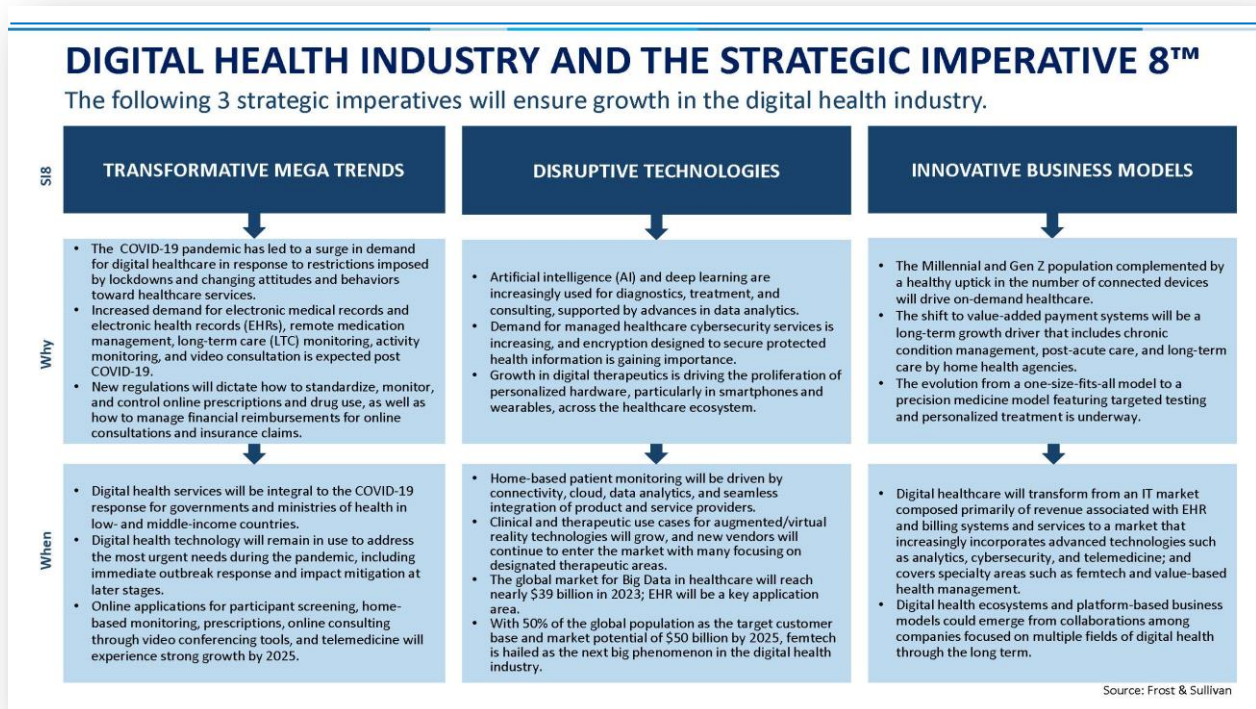 DIGITAL HEALTH INDUSTRY AND THE STRATEGIC IMPERATIVE 8™
The following 3 strategic imperatives will ensure growth in the digital health industry.
SI8
TRANSFORMATIVE MEGA TRENDS
DISRUPTIVE TECHNOLOGIES
INNOVATIVE BUSINESS MODELS
Why
• The COVID-19 pandemic has led to a surge in demand
for digital healthcare in response to restrictions imposed
by lockdowns and changing attitudes and behaviors
toward healthcare services.
• Increased demand for electronic medical records and
electronic health records (EHRs), remote medication
management, long-term care (LTC) monitoring, activity
monitoring, and video consultation is expected post
COVID-19.
• New regulations will dictate how to standardize, monitor,
and control online prescriptions and drug use, as well as
how to manage financial reimbursements for online
consultations and insurance claims.
• Artificial intelligence (AI) and deep learning are
increasingly used for diagnostics, treatment, and
consulting, supported by advances in data analytics.
• Demand for managed healthcare cybersecurity services is
increasing, and encryption designed to secure protected
health information is gaining importance.
• Growth in digital therapeutics is driving the proliferation of
personalized hardware, particularly in smartphones and
wearables, across the healthcare ecosystem.
• The Millennial and Gen Z population complemented by
a healthy uptick in the number of connected devices
will drive on-demand healthcare.
• The shift to value-added payment systems will be a
long-term growth driver that includes chronic
condition management, post-acute care, and long-term
care by home health agencies.
• The evolution from a one-size-fits-all model to a
precision medicine model featuring targeted testing
and personalized treatment is underway.
When
• Digital health services will be integral to the COVID-19
response for governments and ministries of health in
low- and middle-income countries.
• Digital health technology will remain in use to address
the most urgent needs during the pandemic, including
immediate outbreak response and impact mitigation at
later stages.
• Online applications for participant screening, home-
based monitoring, prescriptions, online consulting
through video conferencing tools, and telemedicine will
experience strong growth by 2025.
• Home-based patient monitoring will be driven by
connectivity, cloud, data analytics, and seamless
integration of product and service providers.
• Clinical and therapeutic use cases for augmented/virtual
reality technologies will grow, and new vendors will
continue to enter the market with many focusing on
designated therapeutic areas.
• The global market for Big Data in healthcare will reach
nearly $39 billion in 2023; EHR will be a key application
area.
• With 50% of the global population as the target customer
base and market potential of $50 billion by 2025, femtech
is hailed as the next big phenomenon in the digital health
industry.
• Digital healthcare will transform from an IT market
composed primarily of revenue associated with EHR
and billing systems and services to a market that
increasingly incorporates advanced technologies such
as analytics, cybersecurity, and telemedicine; and
covers specialty areas such as femtech and value-based
health management.
• Digital health ecosystems and platform-based business
models could emerge from collaborations among
companies focused on multiple fields of digital health
through the long term.
Source: Frost & Sullivan